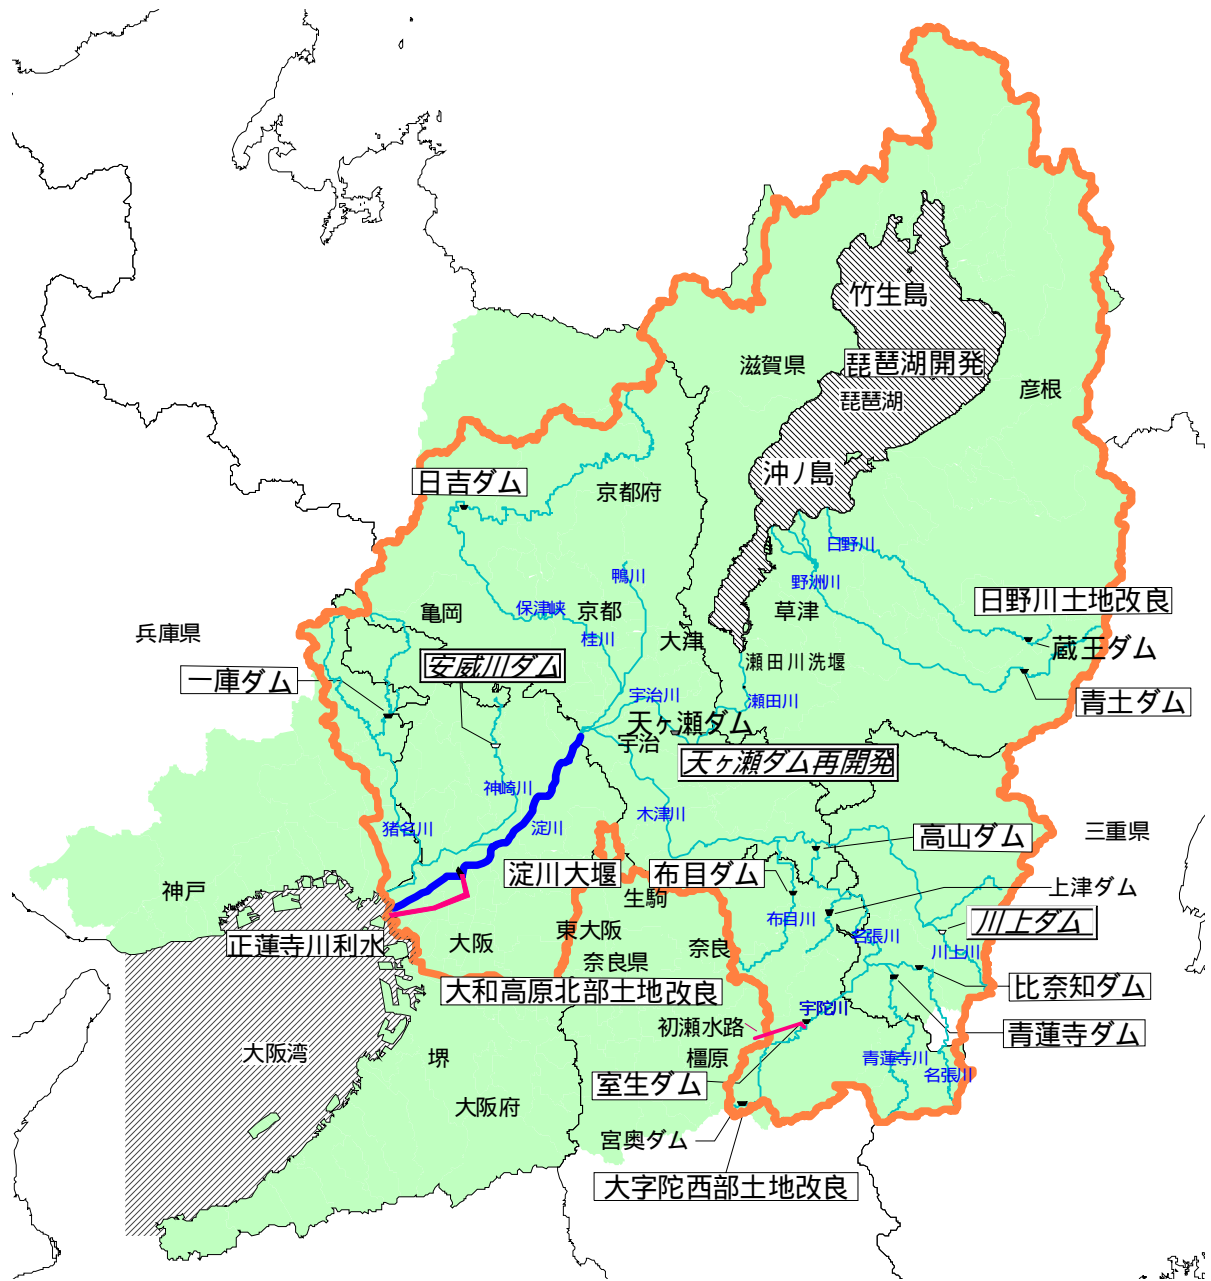 竹生島
滋賀県
琵琶湖開発
琵琶湖
彦根
沖ノ島
日吉ダム
京都府
日野川
鴨川
野洲川
日野川土地改良
保津峡
京都
亀岡
草津
兵庫県
桂川
大津
蔵王ダム
安威川ダム
瀬田川洗堰
一庫ダム
宇治川
瀬田川
青土ダム
天ヶ瀬ダム
宇治
天ヶ瀬ダム再開発
神崎川
木津川
猪名川
淀川
三重県
高山ダム
淀川大堰
布目ダム
神戸
生駒
上津ダム
布目川
川上ダム
東大阪
名張川
正蓮寺川利水
大阪
奈良
川上川
奈良県
大和高原北部土地改良
比奈知ダム
宇陀川
初瀬水路
青蓮寺ダム
大阪湾
堺
橿原
青蓮寺川
名張川
室生ダム
大阪府
宮奥ダム
大字陀西部土地改良